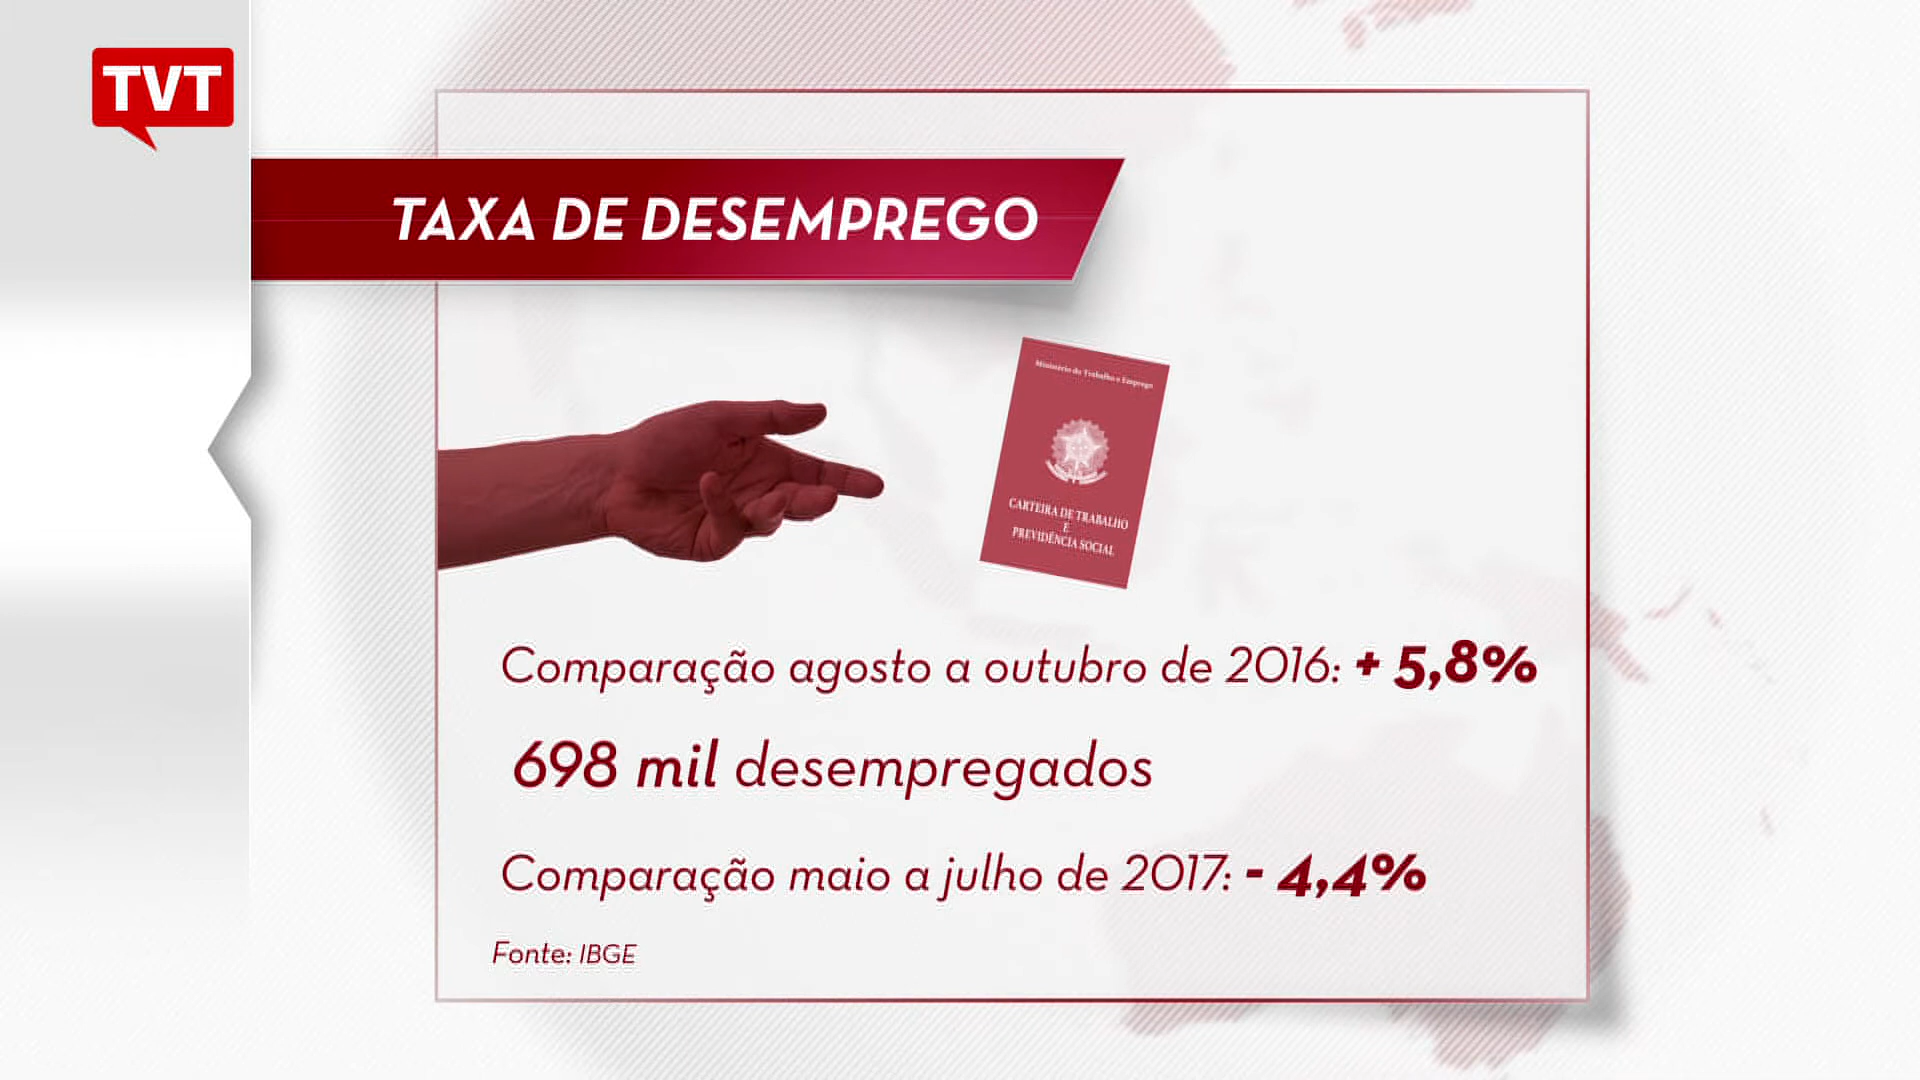 TVT
TAXA DE DESEMPREGO
Ministério do Trabalho e Emprego
CARTEIRA DE TRABALHO
E
PREVIDÊNCIA SOCIAL
Comparação agosto a outubro de 2016: + 5,8%
698 mil desempregados
Comparação maio a julho de 2017: - 4,4%
Fonte: IBGE